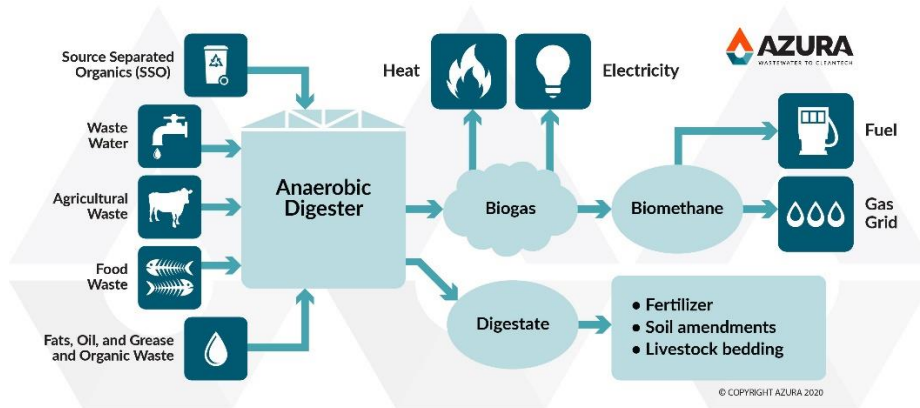 Source Separated
Organics (SSO)
Waste
Water
Agricultural
Waste
Food
Waste
Fats, Oil, and Grease
and Organic Waste
Anaerobic
Digester
Heat
Electricity
Biogas
Biomethane
Fuel
Gas
Grid
Digestate
• Fertilizer
• Soil amendments
• Livestock bedding
AZURA
WASTEWATER TO CLEANTECH
© COPYRIGHT AZURA 2020